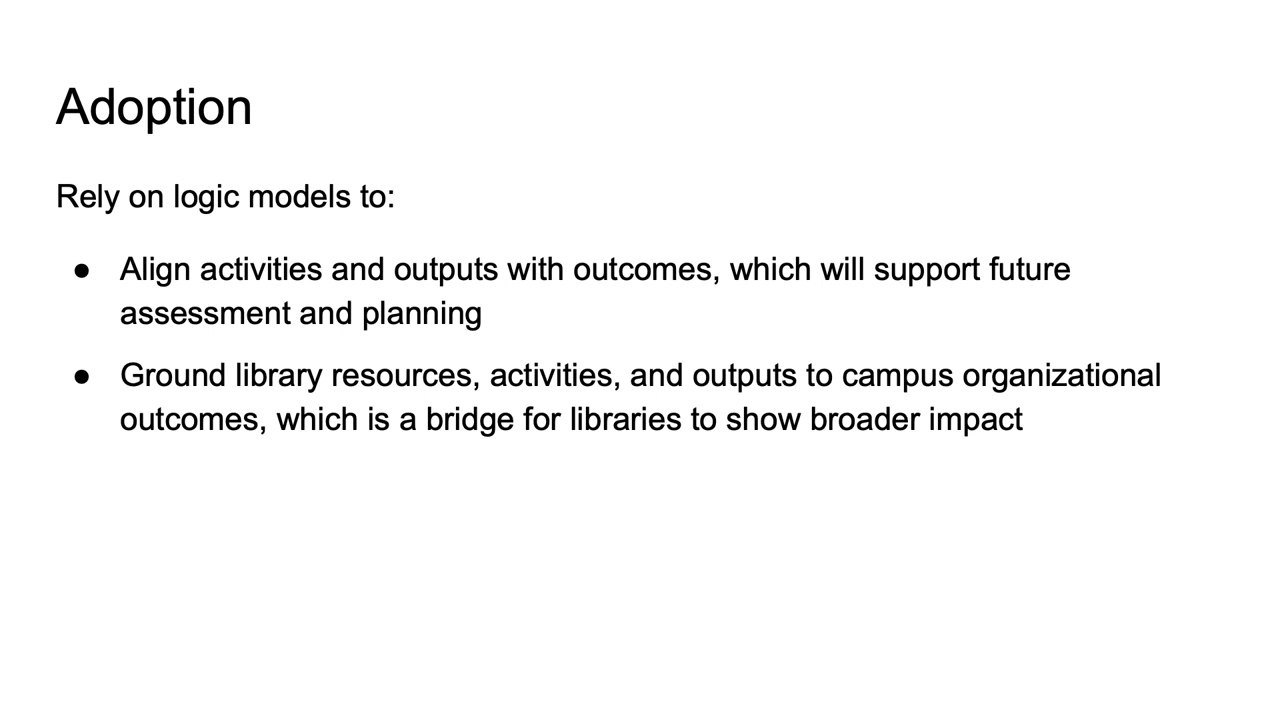 Adoption
Rely on logic models to:
● Align activities and outputs with outcomes, which will support future
assessment and planning
● Ground library resources, activities, and outputs to campus organizational
outcomes, which is a bridge for libraries to show broader impact